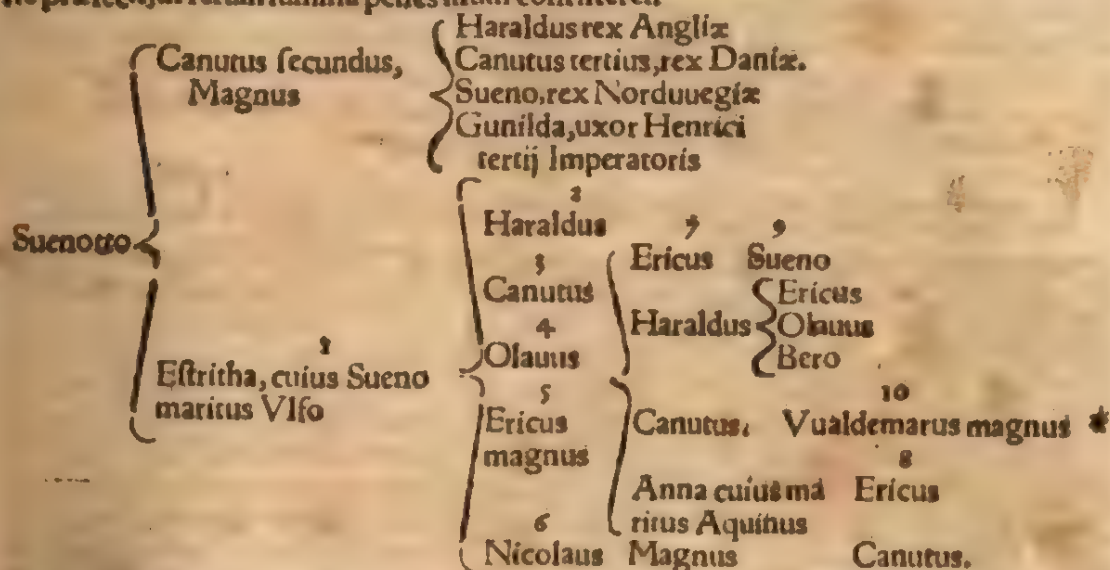 Haraldus rex Angliæ
Canutus ſecundus,
Magnus
Canutus tertius, rex Daniæ.
Sueno, rex Norduuegiæ
Gunilda, uxor Henrici
tertij Imperatoris
Suenotto
2
Haraldus
7 9
Ericus Sueno
3
Canutus
Ericus
Haraldus Olauus
Bero
4
Olauus
1
Eſtritha, cuius Sueno
maritus Vlfo
5
Ericus
magnus
10
Canutus. Vualdemarus magnus *
8
Anna cuius ma Ericus
ritus Aquinus
6
Nicolaus Magnus Canutus.